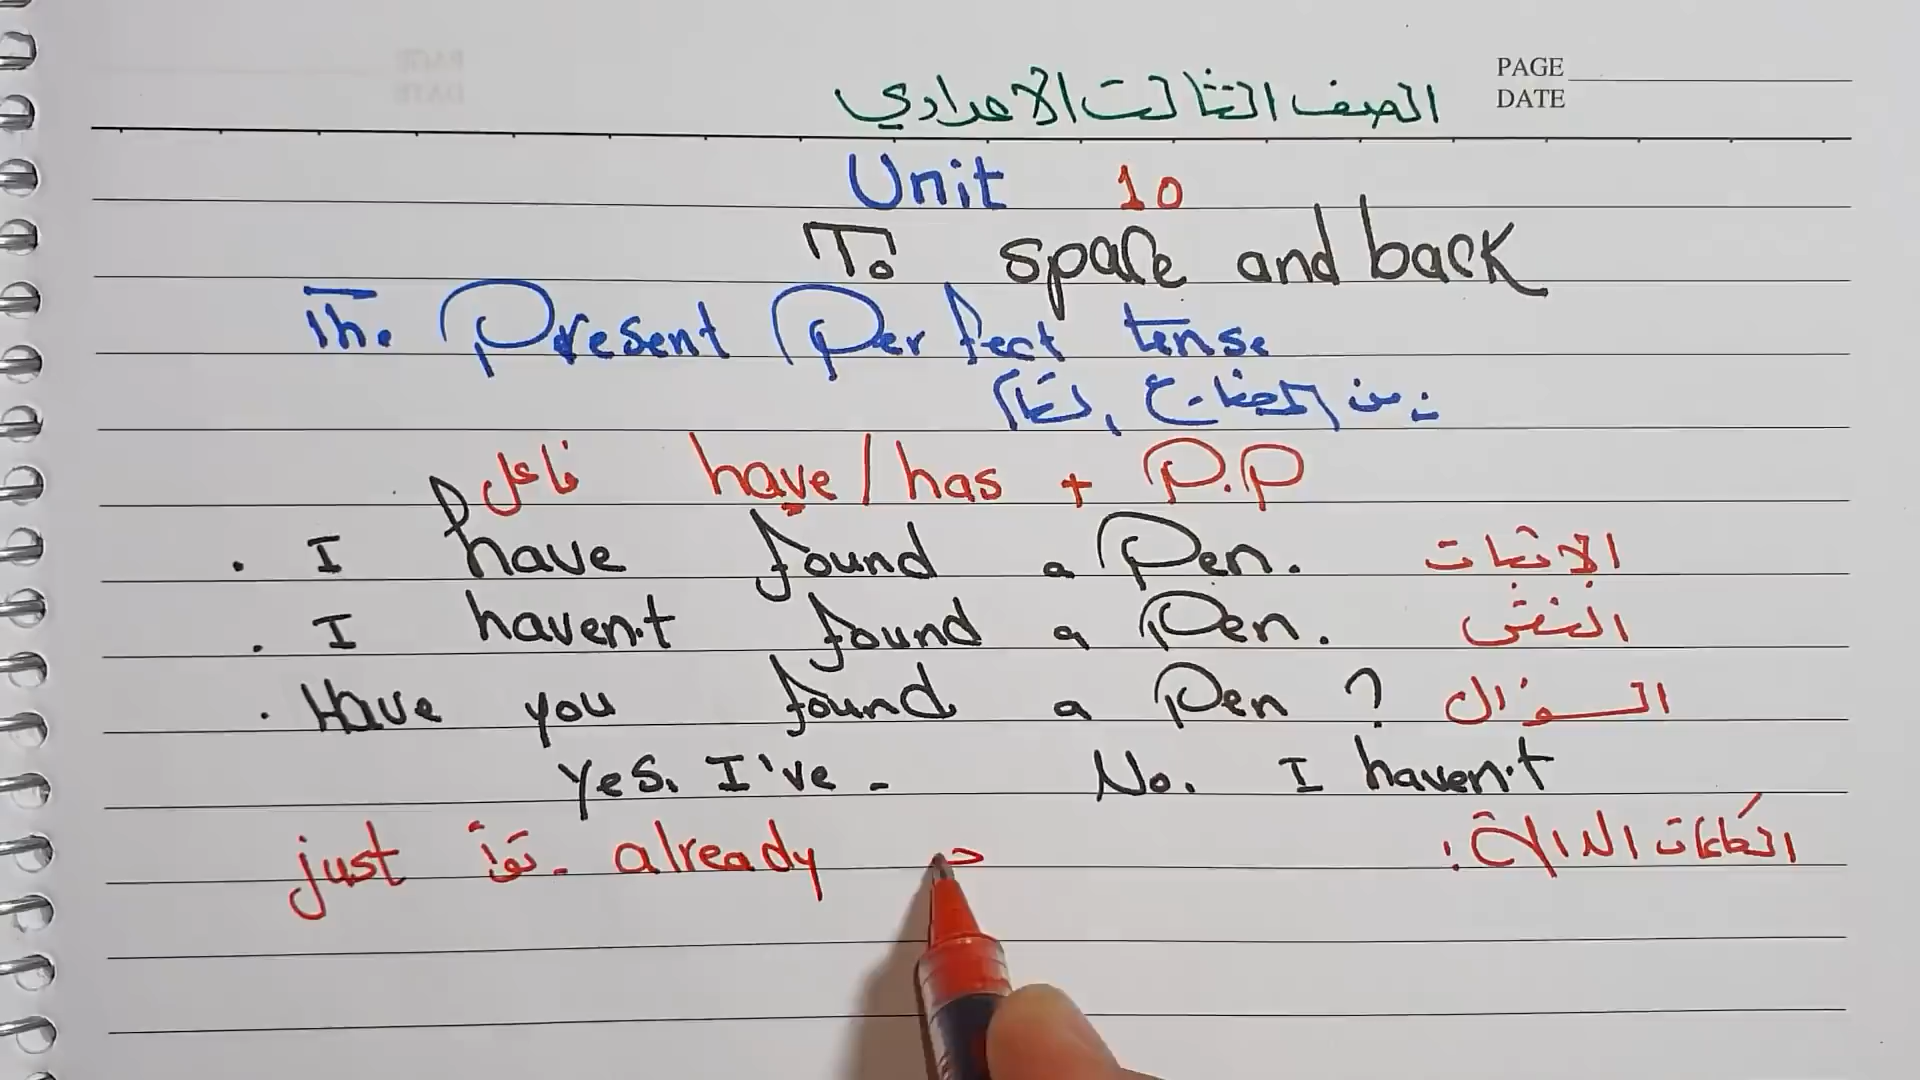 PAGE
DATE
الصف الثالث الاعدادي
Unit 10
To space and back
The Present Perfect tense
زمن المضارع التام
فاعل have / has + P.P
. I have found a Pen. الاثبات
. I haven't found a Pen. النفي
. Have you found a Pen ? السؤال
Yes. I've - No. I haven't
الكلمات الدالة :
just تواً - already